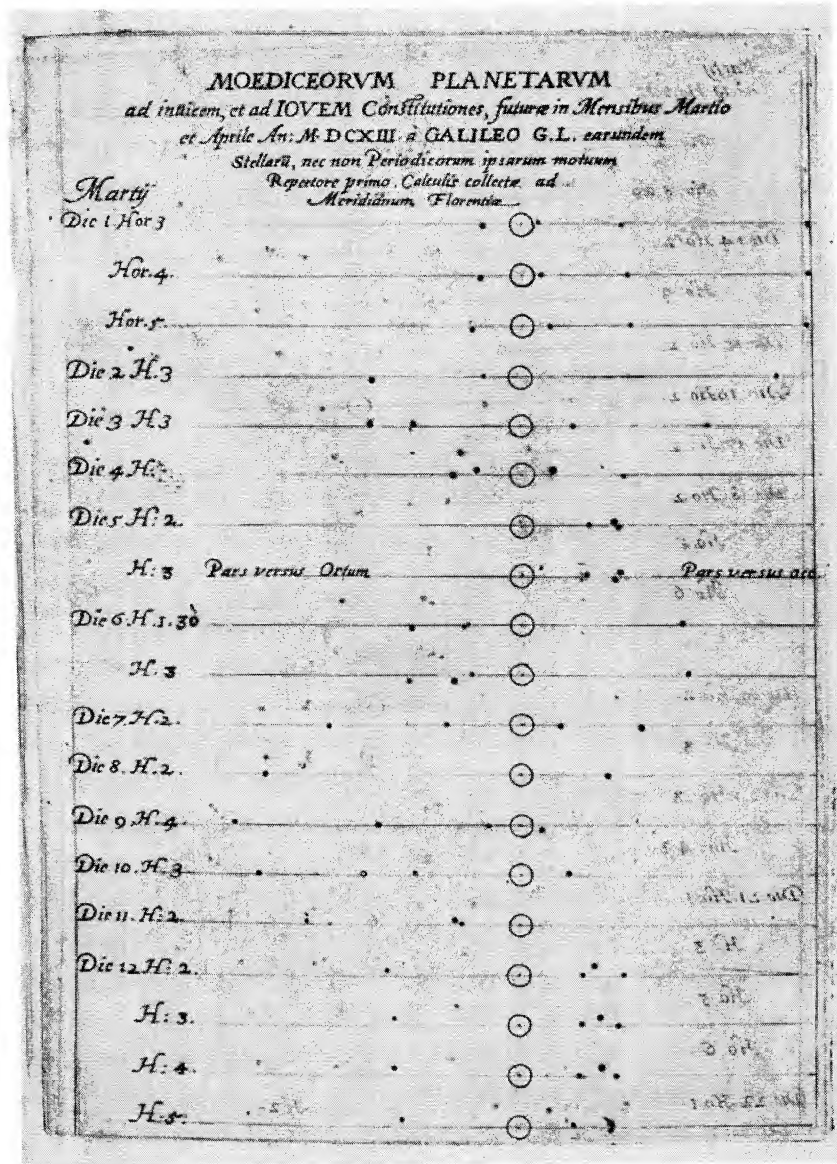 MOEDICEORVM PLANETARVM
ad inuicem, et ad IOVEM Constitutiones, futuræ in Mensibus Martio
et Aprile An: M·DCXIII à GALILEO G.L. earundem
Stellarũ, nec non Periodicorum ipsarum motuum
Repertore primo. Calculis collectæ ad
Meridianum Florentiæ
Martij
Die 1 Hor 3
Hor. 4.
Hor. 5.
Die 2 H. 3
Die 3 H 3
Die 4 H.
Die 5 H: 2.
H: 3 Pars versus Ortum Pars versus occ.
Die 6. H. 1. 30
H. 3
Die 7. H. 2.
Die 8. H. 2.
Die 9. H. 4.
Die 10. H: 3
Die 11. H: 2.
Die 12 H: 2.
H: 3.
H: 4.
H. 5.